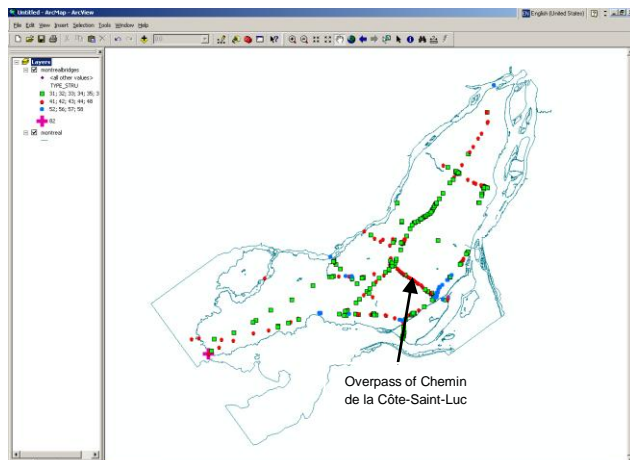 Untitled - ArcMap - ArcView
EN English (United States)
File Edit View Insert Selection Tools Window Help
Layers
montrealbridges
<all other values>
TYPE_STRU
31; 32; 33; 34; 35; 3
41; 42; 43; 44; 48
52; 56; 57; 58
82
montreal
Overpass of Chemin
de la Côte-Saint-Luc